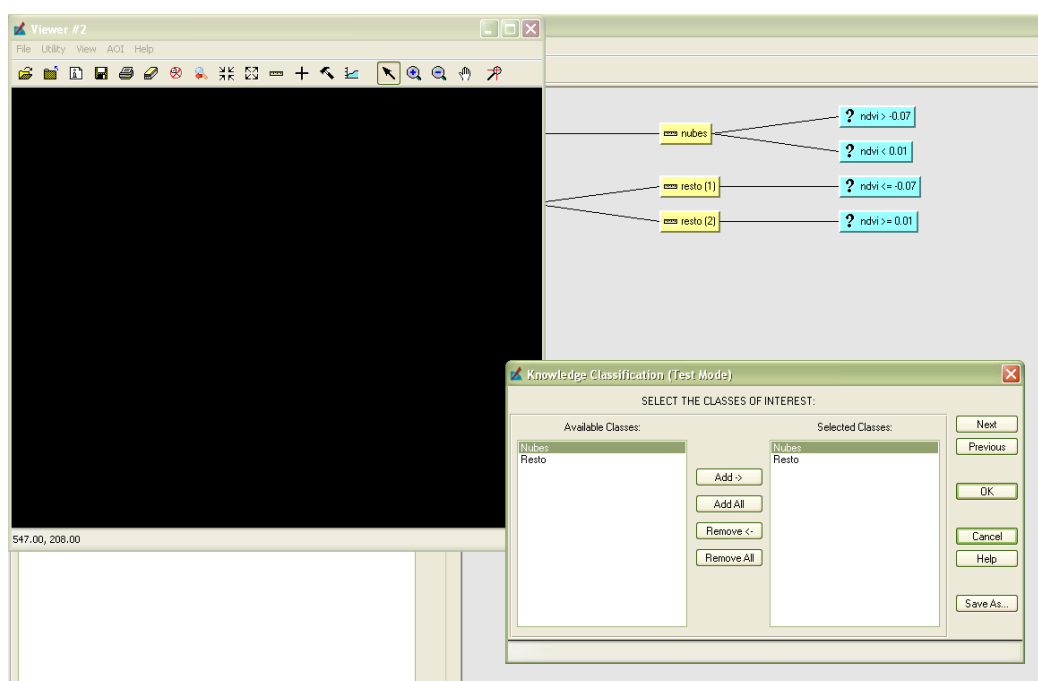 Viewer #2
File Utility View AOI Help
? ndvi > -0.07
nubes
? ndvi < 0.01
resto (1)
? ndvi <= -0.07
resto (2)
? ndvi >= 0.01
547.00, 208.00
Knowledge Classification (Test Mode)
SELECT THE CLASSES OF INTEREST:
Available Classes:
Selected Classes:
Nubes
Resto
Nubes
Resto
Add ->
Add All
Remove <-
Remove All
Next
Previous
OK
Cancel
Help
Save As...